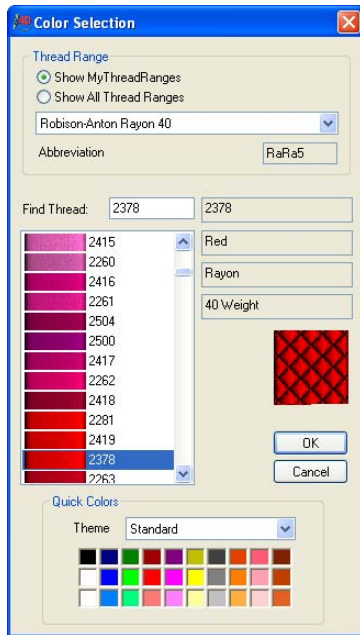 Color Selection
Thread Range
Show MyThreadRanges
Show All Thread Ranges
Robison-Anton Rayon 40
Abbreviation RaRa5
Find Thread: 2378 2378
2415 Red
2260
2416 Rayon
2261
2504 40 Weight
2500
2417
2262
2418
2281
2419 OK
2378
2263 Cancel
Quick Colors
Theme Standard